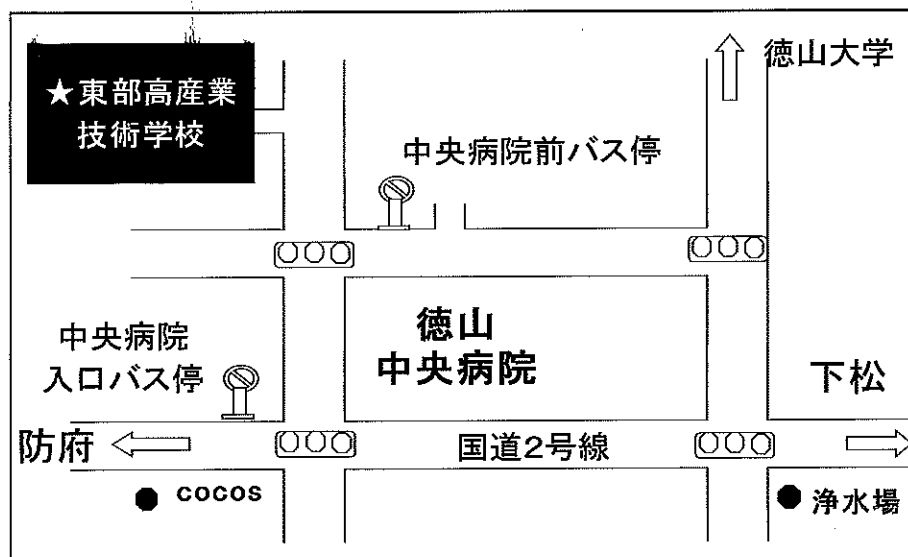 ★東部高産業
技術学校
徳山大学
中央病院前バス停
中央病院
入口バス停
徳山
中央病院
下松
防府
国道2号線
COCOS
浄水場